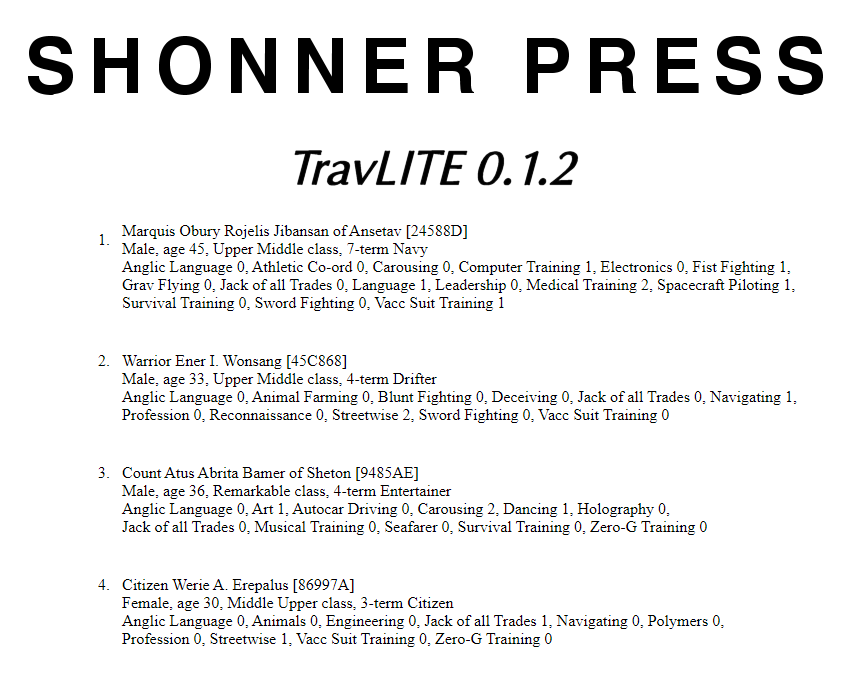 SHONNER PRESS
TravLITE 0.1.2
1. Marquis Obury Rojelis Jibansan of Ansetav [24588D]
Male, age 45, Upper Middle class, 7-term Navy
Anglic Language 0, Athletic Co-ord 0, Carousing 0, Computer Training 1, Electronics 0, Fist Fighting 1,
Grav Flying 0, Jack of all Trades 0, Language 1, Leadership 0, Medical Training 2, Spacecraft Piloting 1,
Survival Training 0, Sword Fighting 0, Vacc Suit Training 1
2. Warrior Ener I. Wonsang [45C868]
Male, age 33, Upper Middle class, 4-term Drifter
Anglic Language 0, Animal Farming 0, Blunt Fighting 0, Deceiving 0, Jack of all Trades 0, Navigating 1,
Profession 0, Reconnaissance 0, Streetwise 2, Sword Fighting 0, Vacc Suit Training 0
3. Count Atus Abrita Bamer of Sheton [9485AE]
Male, age 36, Remarkable class, 4-term Entertainer
Anglic Language 0, Art 1, Autocar Driving 0, Carousing 2, Dancing 1, Holography 0,
Jack of all Trades 0, Musical Training 0, Seafarer 0, Survival Training 0, Zero-G Training 0
4. Citizen Werie A. Erepalus [86997A]
Female, age 30, Middle Upper class, 3-term Citizen
Anglic Language 0, Animals 0, Engineering 0, Jack of all Trades 1, Navigating 0, Polymers 0,
Profession 0, Streetwise 1, Vacc Suit Training 0, Zero-G Training 0